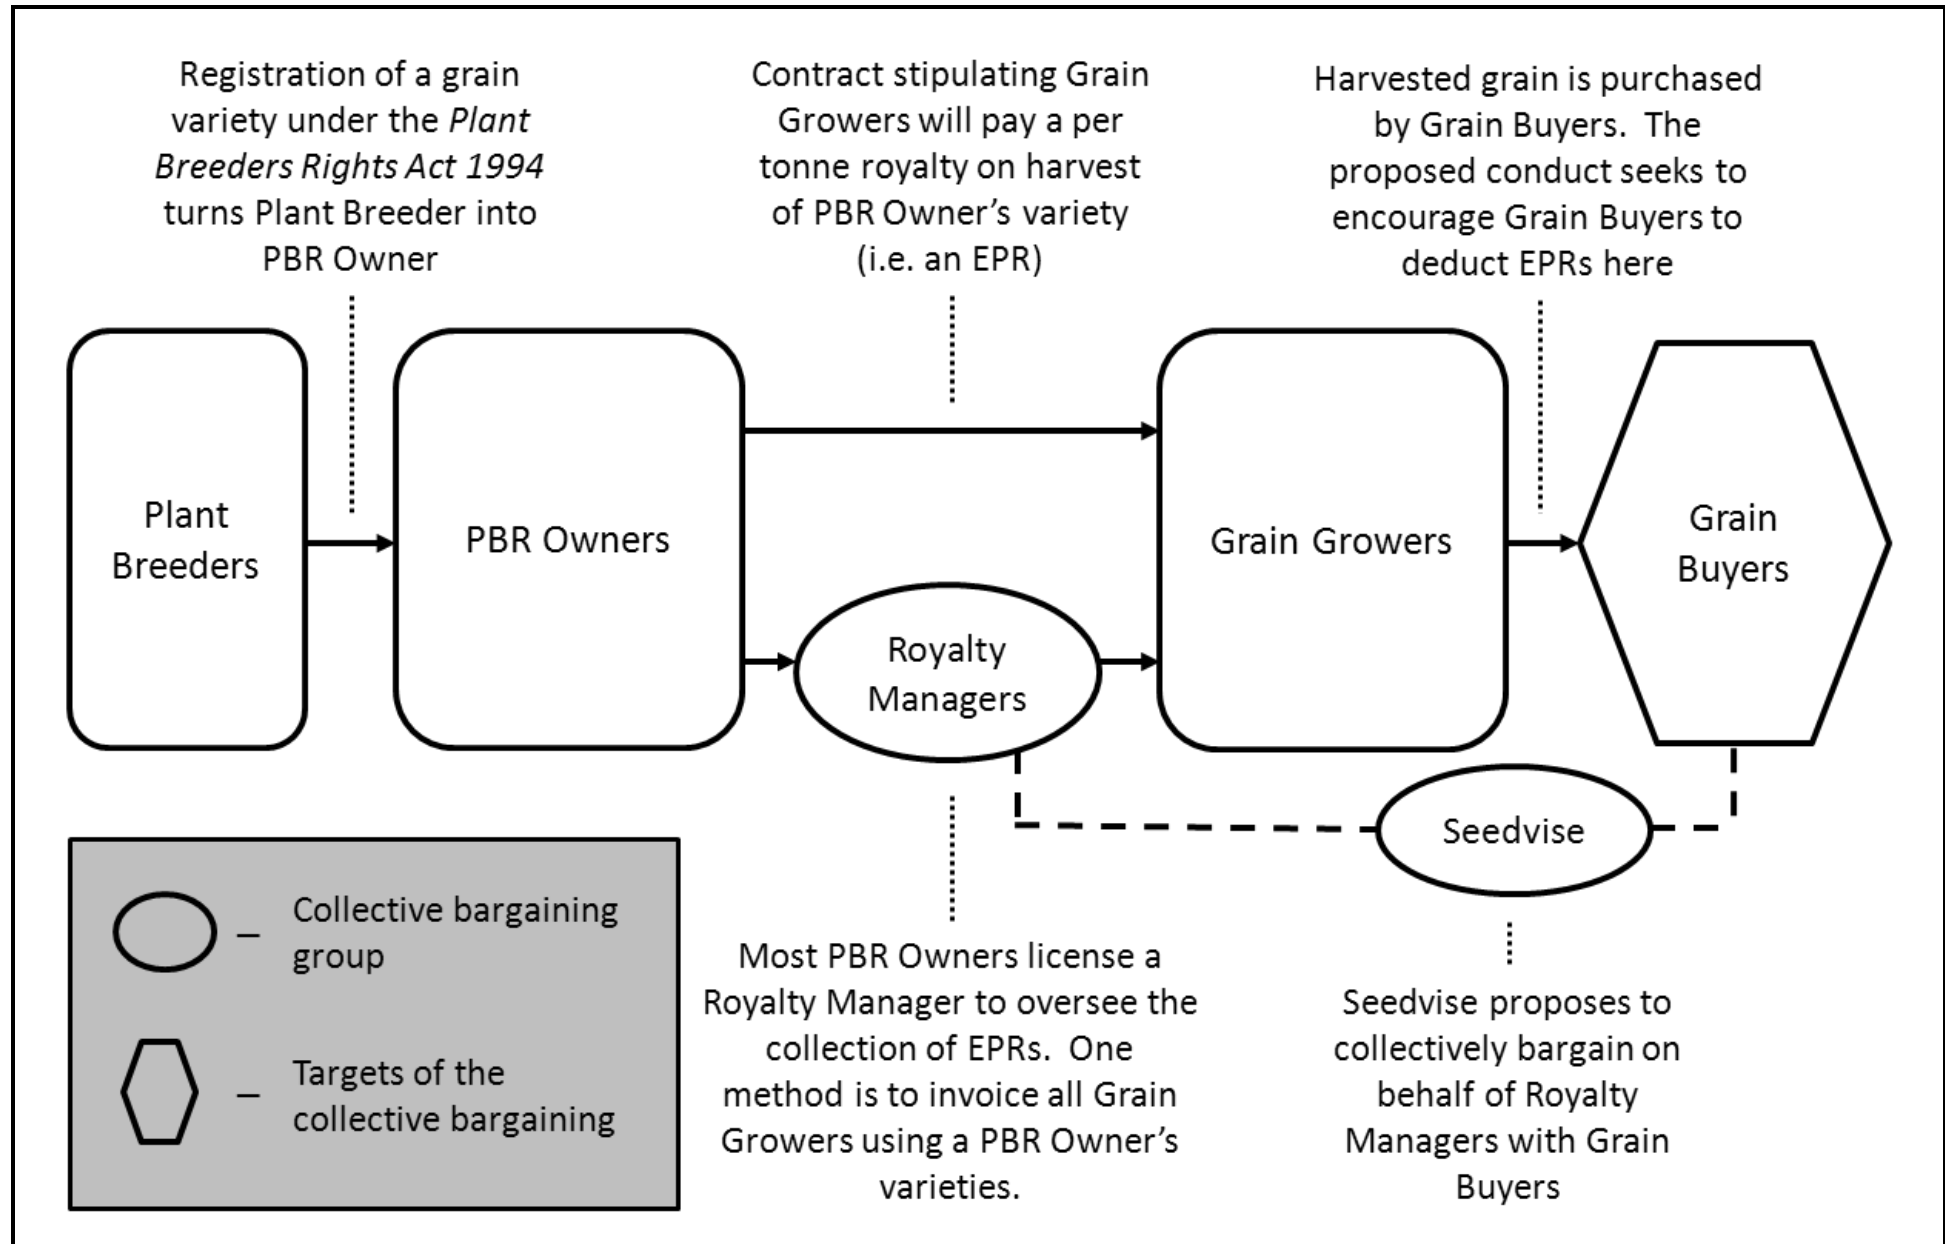 Registration of a grain
variety under the Plant
Breeders Rights Act 1994
turns Plant Breeder into
PBR Owner
Contract stipulating Grain
Growers will pay a per
tonne royalty on harvest
of PBR Owner’s variety
(i.e. an EPR)
Harvested grain is purchased
by Grain Buyers.  The
proposed conduct seeks to
encourage Grain Buyers to
deduct EPRs here
Plant
Breeders
PBR Owners
Royalty
Managers
Grain Growers
Grain
Buyers
Seedvise
– Collective bargaining
group
– Targets of the
collective bargaining
Most PBR Owners license a
Royalty Manager to oversee the
collection of EPRs.  One
method is to invoice all Grain
Growers using a PBR Owner’s
varieties.
Seedvise proposes to
collectively bargain on
behalf of Royalty
Managers with Grain
Buyers